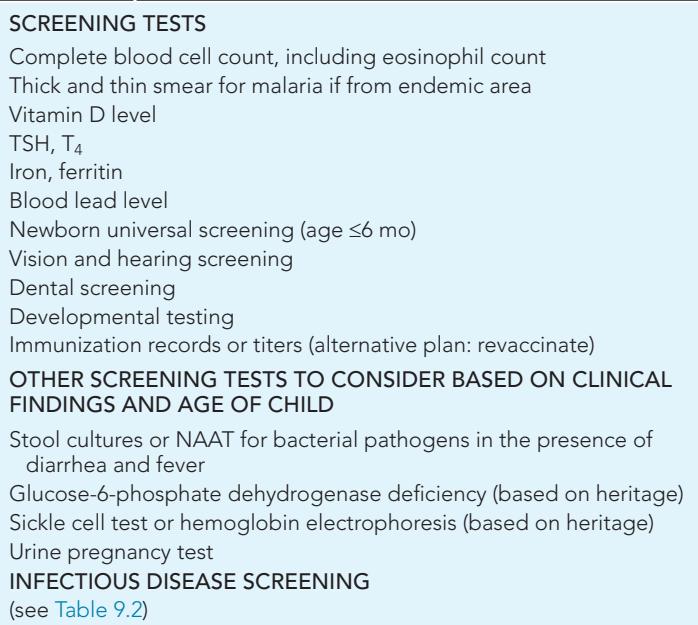 SCREENING TESTS
Complete blood cell count, including eosinophil count
Thick and thin smear for malaria if from endemic area
Vitamin D level
TSH, T₄
Iron, ferritin
Blood lead level
Newborn universal screening (age ≤6 mo)
Vision and hearing screening
Dental screening
Developmental testing
Immunization records or titers (alternative plan: revaccinate)
OTHER SCREENING TESTS TO CONSIDER BASED ON CLINICAL
FINDINGS AND AGE OF CHILD
Stool cultures or NAAT for bacterial pathogens in the presence of
diarrhea and fever
Glucose-6-phosphate dehydrogenase deficiency (based on heritage)
Sickle cell test or hemoglobin electrophoresis (based on heritage)
Urine pregnancy test
INFECTIOUS DISEASE SCREENING
(see Table 9.2)